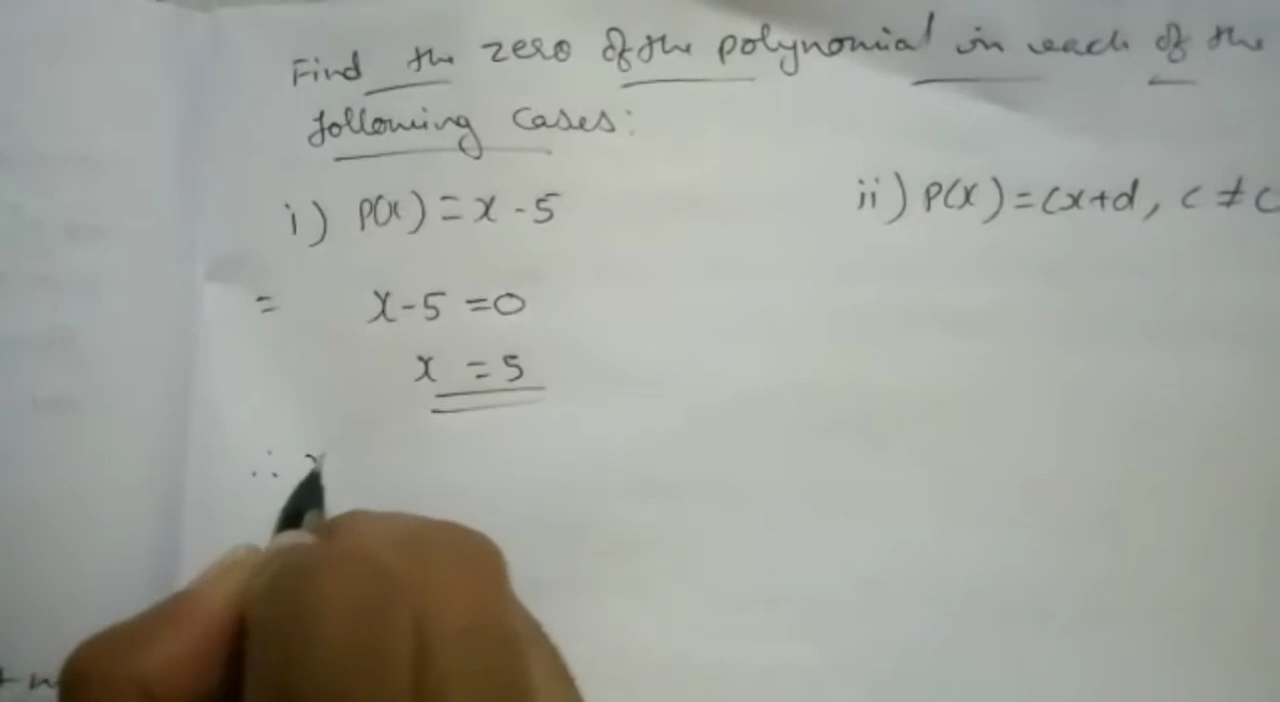 Find the zero of the polynomial in each of the
following cases:
i) P(x) = x - 5
ii) P(x) = cx+d, c ≠
= x-5 =0
x = 5
∴